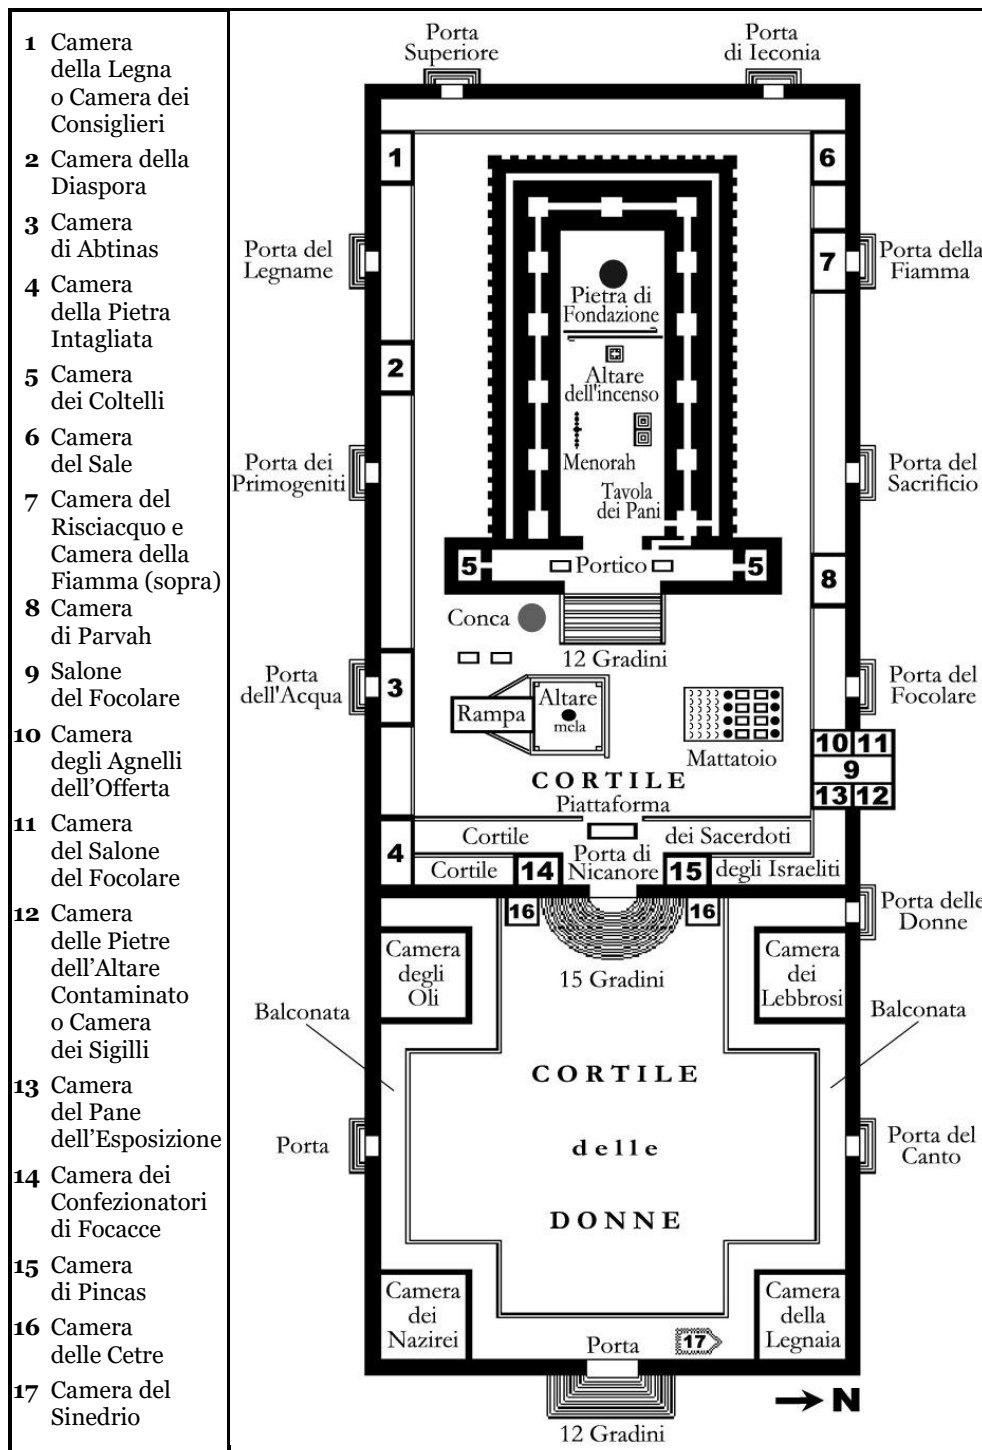 1 Camera
della Legna
o Camera dei
Consiglieri
2 Camera della
Diaspora
3 Camera
di Abtinas
4 Camera
della Pietra
Intagliata
5 Camera
dei Coltelli
6 Camera
del Sale
7 Camera del
Risciacquo e
Camera della
Fiamma (sopra)
8 Camera
di Parvah
9 Salone
del Focolare
10 Camera
degli Agnelli
dell’Offerta
11 Camera
del Salone
del Focolare
12 Camera
delle Pietre
dell’Altare
Contaminato
o Camera
dei Sigilli
13 Camera
del Pane
dell’Esposizione
14 Camera dei
Confezionatori
di Focacce
15 Camera
di Pincas
16 Camera
delle Cetre
17 Camera del
Sinedrio
Porta
Superiore
Porta
di Ieconia
1
6
Porta del
Legname
7
Porta della
Fiamma
Pietra di
Fondazione
2
Altare
dell'incenso
Porta dei
Primogeniti
Menorah
Tavola
dei Pani
Porta del
Sacrificio
5
Portico
5
8
Conca
12 Gradini
Porta
dell'Acqua
3
Rampa
Altare
mela
Mattatoio
Porta del
Focolare
10 11
9
13 12
CORTILE
Piattaforma
4
Cortile
dei Sacerdoti
Cortile
14
Porta di
Nicanore
15
degli Israeliti
16
16
Porta delle
Donne
Camera
degli
Oli
15 Gradini
Camera
dei
Lebbrosi
Balconata
Balconata
CORTILE
delle
DONNE
Porta
Porta del
Canto
Camera
dei
Nazirei
Porta
17
Camera
della
Legnaia
12 Gradini
N